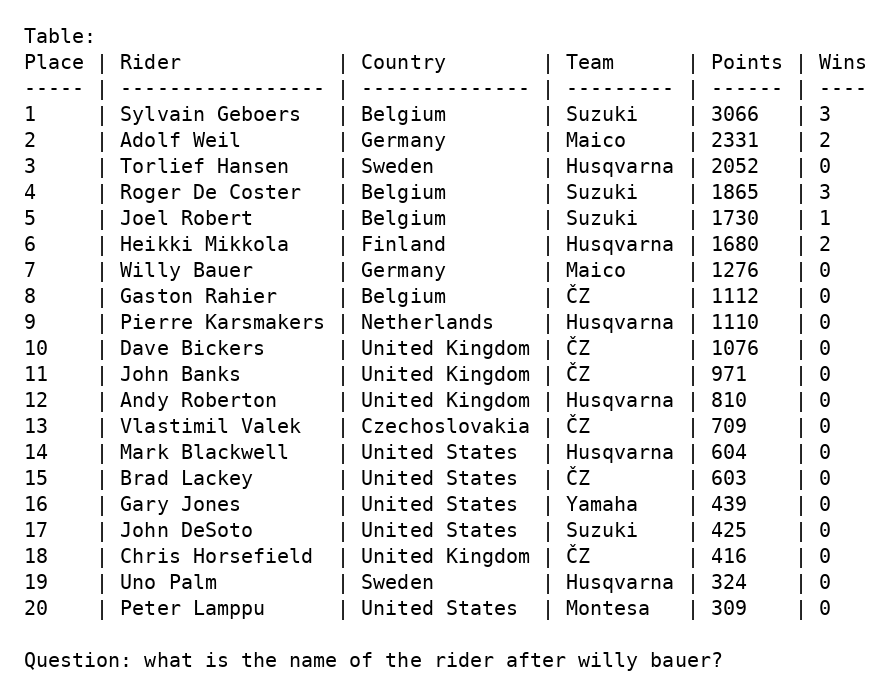 Table:
Place | Rider             | Country        | Team      | Points | Wins
----- | ----------------- | -------------- | --------- | ------ | ----
1     | Sylvain Geboers   | Belgium        | Suzuki    | 3066   | 3
2     | Adolf Weil        | Germany        | Maico     | 2331   | 2
3     | Torlief Hansen    | Sweden         | Husqvarna | 2052   | 0
4     | Roger De Coster   | Belgium        | Suzuki    | 1865   | 3
5     | Joel Robert       | Belgium        | Suzuki    | 1730   | 1
6     | Heikki Mikkola    | Finland        | Husqvarna | 1680   | 2
7     | Willy Bauer       | Germany        | Maico     | 1276   | 0
8     | Gaston Rahier     | Belgium        | ČZ        | 1112   | 0
9     | Pierre Karsmakers | Netherlands    | Husqvarna | 1110   | 0
10    | Dave Bickers      | United Kingdom | ČZ        | 1076   | 0
11    | John Banks        | United Kingdom | ČZ        | 971    | 0
12    | Andy Roberton     | United Kingdom | Husqvarna | 810    | 0
13    | Vlastimil Valek   | Czechoslovakia | ČZ        | 709    | 0
14    | Mark Blackwell    | United States  | Husqvarna | 604    | 0
15    | Brad Lackey       | United States  | ČZ        | 603    | 0
16    | Gary Jones        | United States  | Yamaha    | 439    | 0
17    | John DeSoto       | United States  | Suzuki    | 425    | 0
18    | Chris Horsefield  | United Kingdom | ČZ        | 416    | 0
19    | Uno Palm          | Sweden         | Husqvarna | 324    | 0
20    | Peter Lamppu      | United States  | Montesa   | 309    | 0
Question: what is the name of the rider after willy bauer?